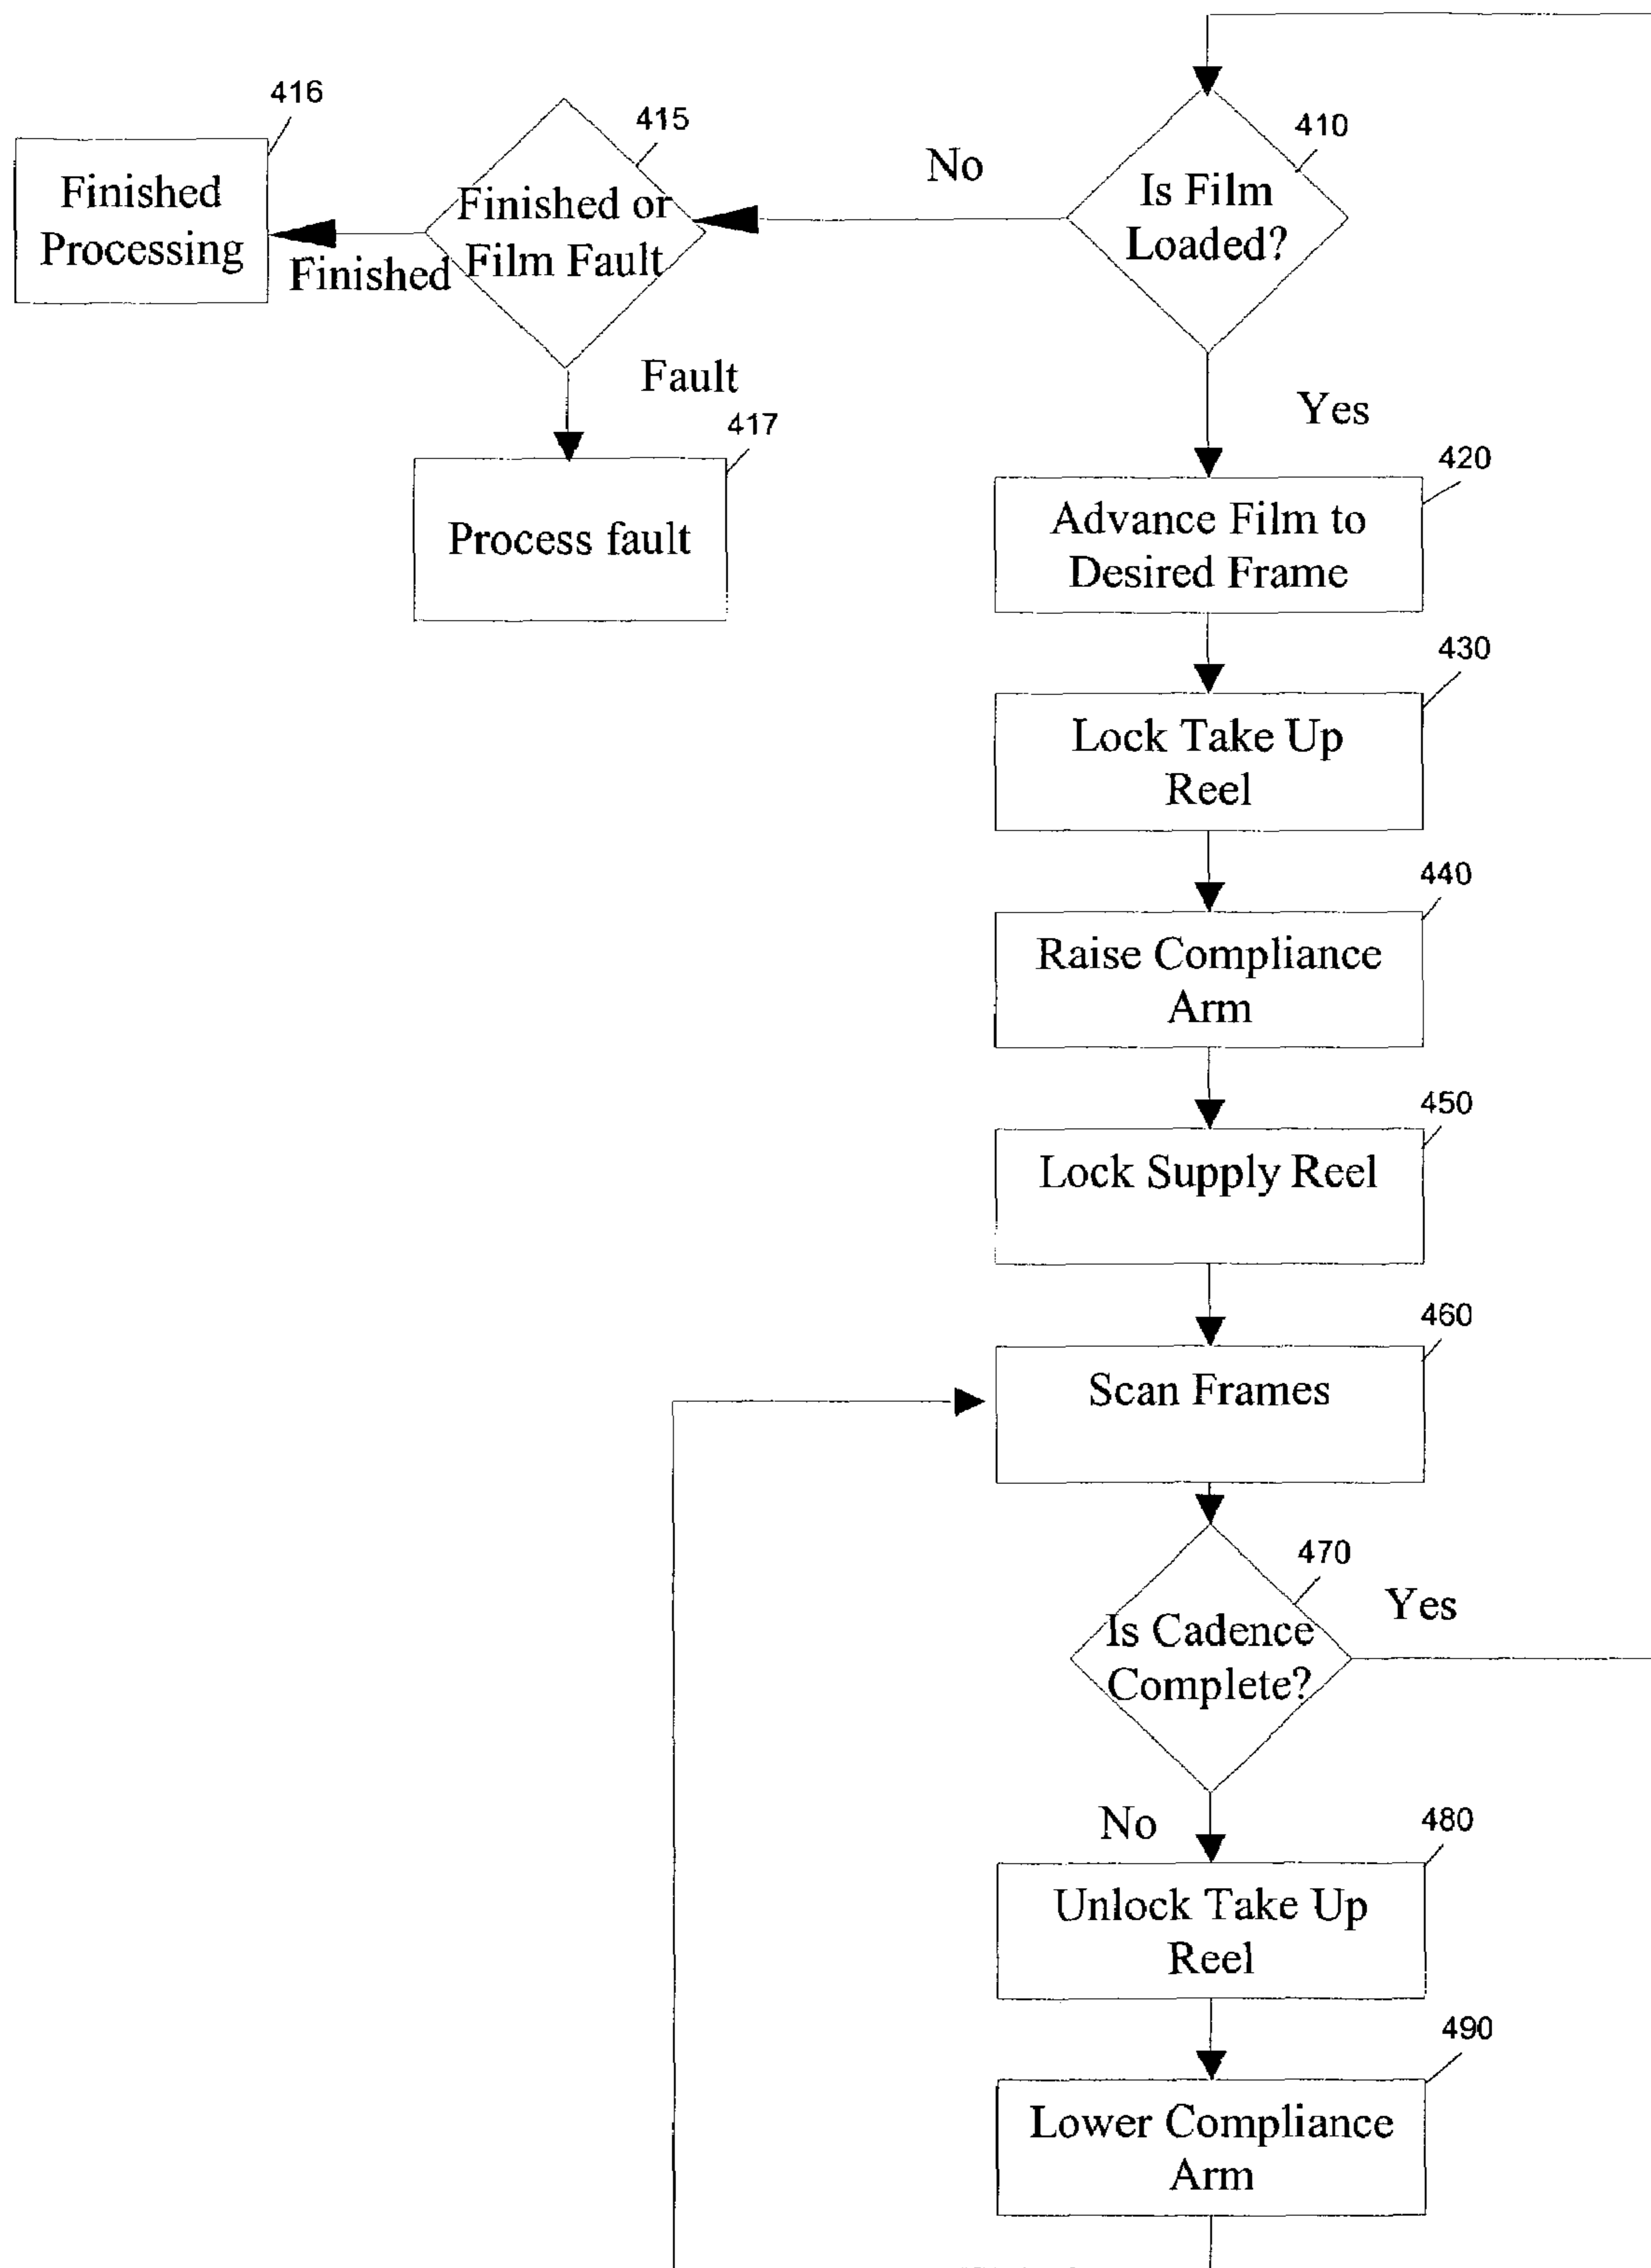 416
Finished
Processing
Finished
415
Finished or
Film Fault
No
410
Is Film
Loaded?
Fault
417
Process fault
Yes
420
Advance Film to
Desired Frame
430
Lock Take Up
Reel
440
Raise Compliance
Arm
450
Lock Supply Reel
460
Scan Frames
470
Is Cadence
Complete?
Yes
No
480
Unlock Take Up
Reel
490
Lower Compliance
Arm